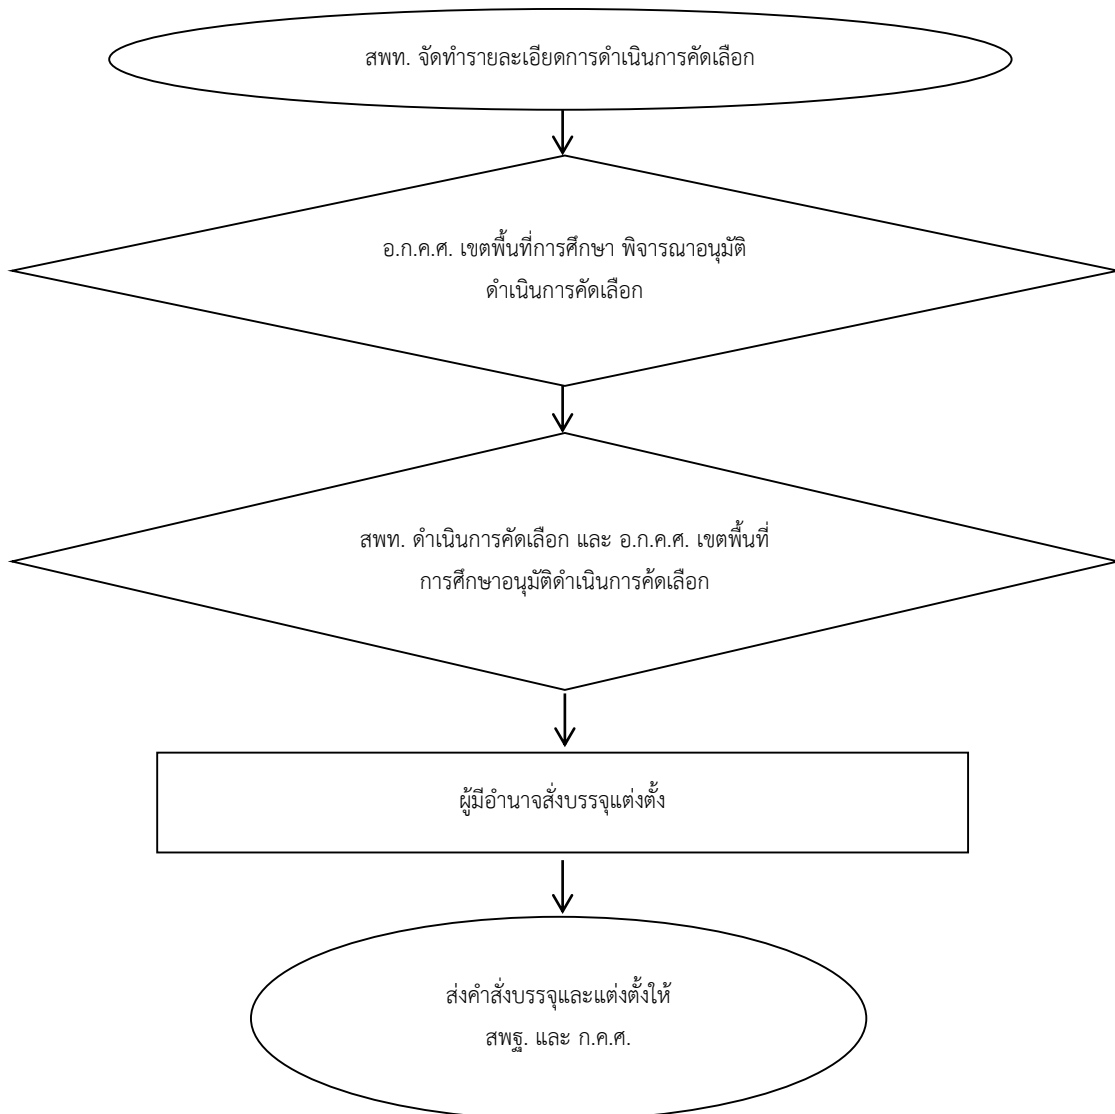 สพท. จัดทำรายละเอียดการดำเนินการคัดเลือก
อ.ก.ค.ศ. เขตพื้นที่การศึกษา พิจารณาอนุมัติ
ดำเนินการคัดเลือก
สพท. ดำเนินการคัดเลือก และ อ.ก.ค.ศ. เขตพื้นที่
การศึกษาอนุมัติดำเนินการค้ดเลือก
ผู้มีอำนาจสั่งบรรจุแต่งตั้ง
ส่งคำสั่งบรรจุและแต่งตั้งให้
สพฐ. และ ก.ค.ศ.